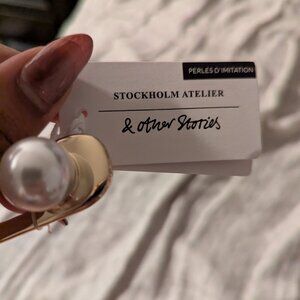 PERLES D'IMITATION
STOCKHOLM ATELIER
& other Stories